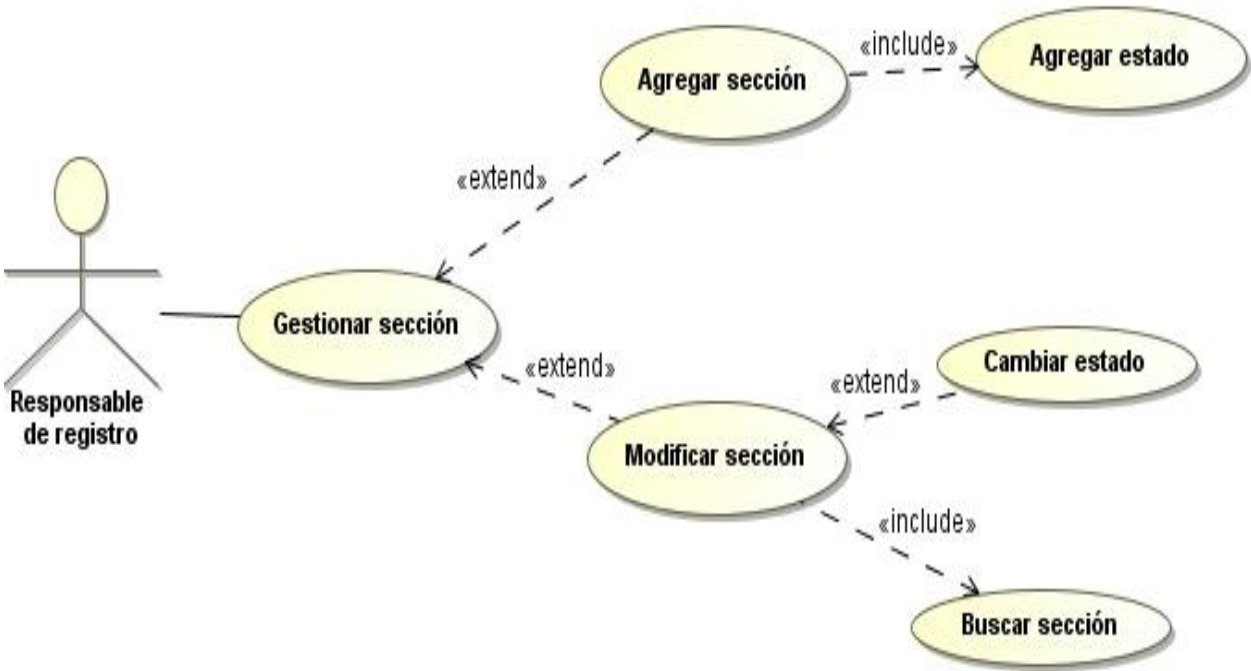 «include»
Agregar estado
Agregar sección
«extend»
Gestionar sección
«extend»
Cambiar estado
«extend»
Responsable
de registro
Modificar sección
«include»
Buscar sección